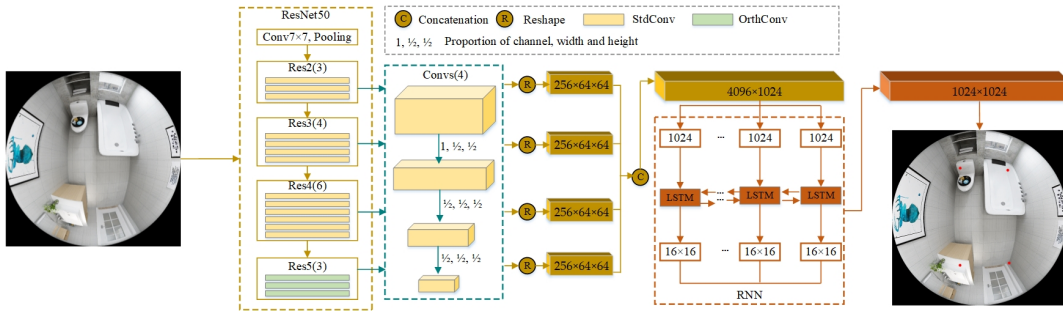 ResNet50
Conv7×7, Pooling
Res2(3)
Res3(4)
Res4(6)
Res5(3)
C Concatenation
R Reshape
StdConv
OrthConv
1, ½, ½ Proportion of channel, width and height
Convs(4)
1, ½, ½
½, ½, ½
½, ½, ½
R
256×64×64
R
256×64×64
R
256×64×64
R
256×64×64
C
4096×1024
1024
...
1024
1024
LSTM
...
LSTM
LSTM
16×16
...
16×16
16×16
RNN
1024×1024